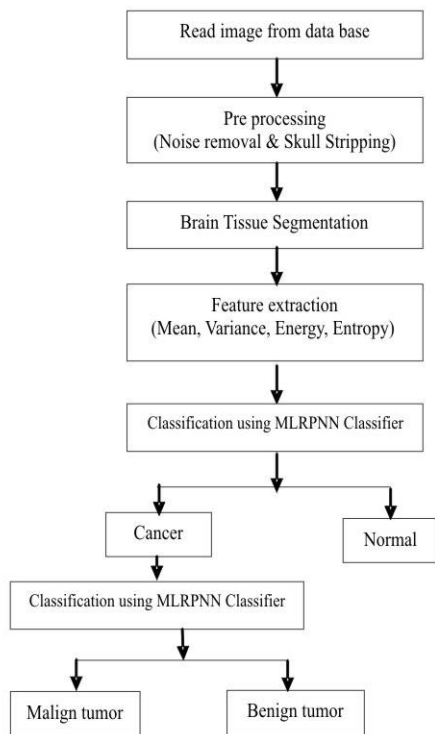 Read image from data base
Pre processing
(Noise removal & Skull Stripping)
Brain Tissue Segmentation
Feature extraction
(Mean, Variance, Energy, Entropy)
Classification using MLRPNN Classifier
Cancer
Normal
Classification using MLRPNN Classifier
Malign tumor
Benign tumor